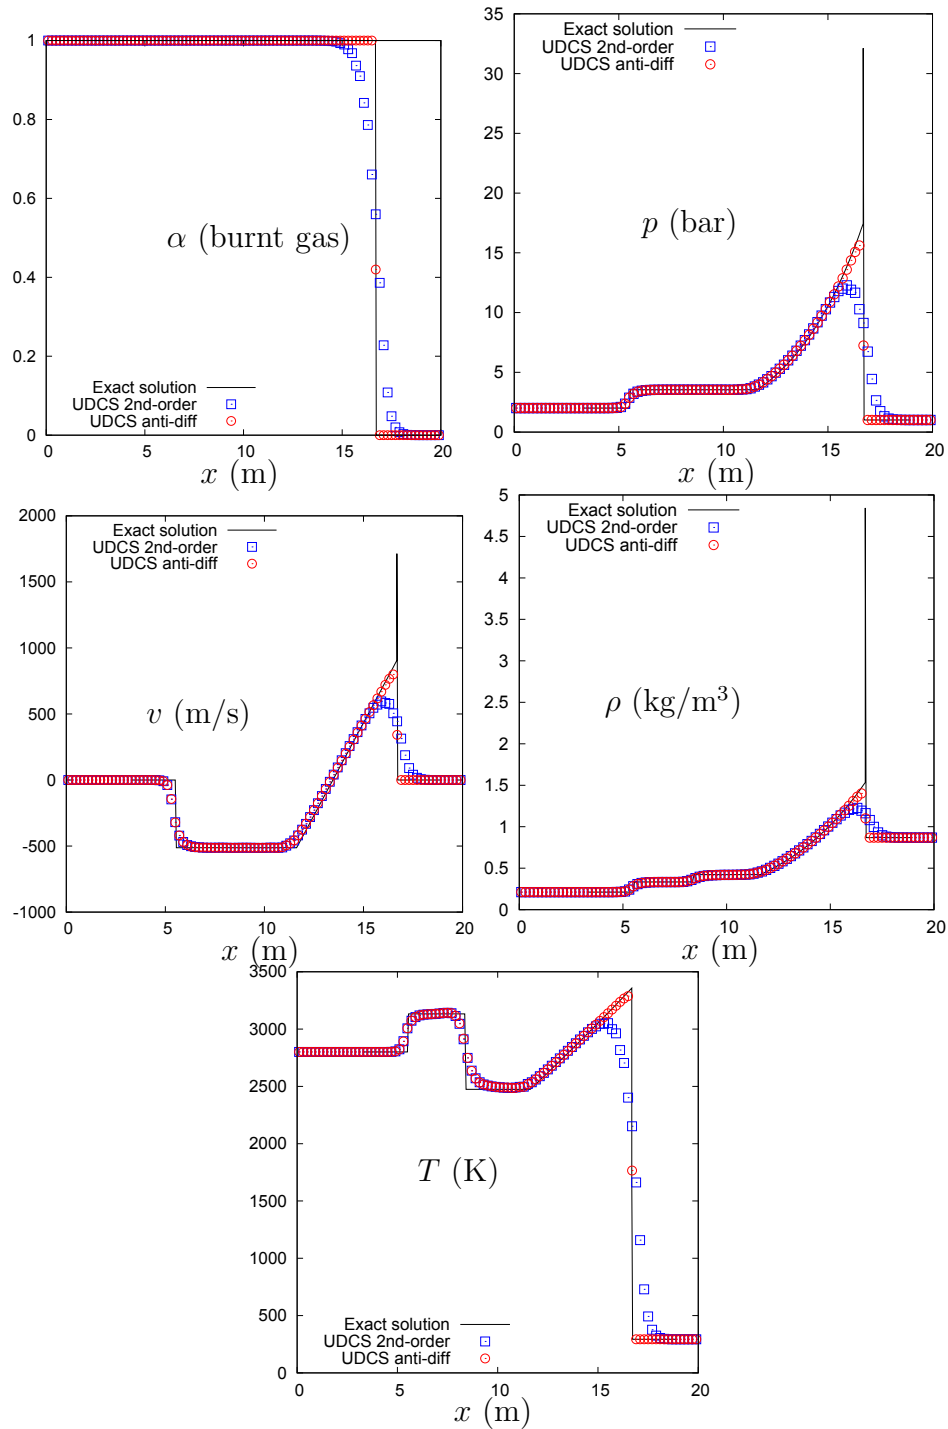 1
0.8
0.6
0.4
0.2
0
α (burnt gas)
Exact solution
UDCS 2nd-order
UDCS anti-diff
0 5 10 15 20
x (m)
35
30
25
20
15
10
5
0
Exact solution
UDCS 2nd-order
UDCS anti-diff
p (bar)
0 5 10 15 20
x (m)
2000
1500
1000
500
0
-500
-1000
Exact solution
UDCS 2nd-order
UDCS anti-diff
v (m/s)
0 5 10 15 20
x (m)
5
4.5
4
3.5
3
2.5
2
1.5
1
0.5
0
Exact solution
UDCS 2nd-order
UDCS anti-diff
ρ (kg/m³)
0 5 10 15 20
x (m)
3500
3000
2500
2000
1500
1000
500
0
T (K)
Exact solution
UDCS 2nd-order
UDCS anti-diff
0 5 10 15 20
x (m)